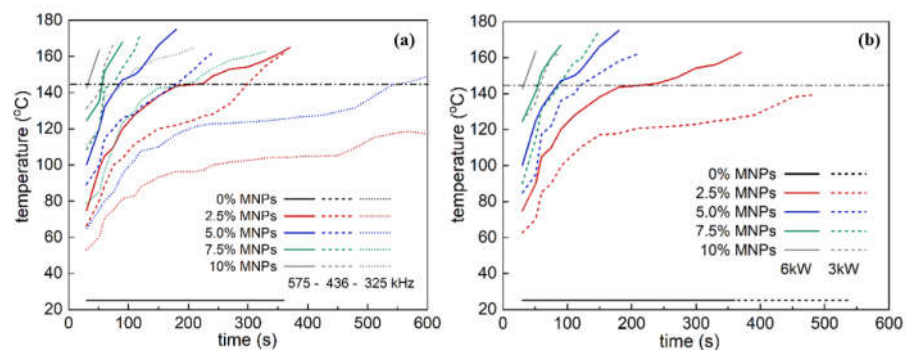 180
160
140
120
100
80
60
40
20
temperature (°C)
(a)
0% MNPs
2.5% MNPs
5.0% MNPs
7.5% MNPs
10% MNPs
575 - 436 - 325 kHz
0 100 200 300 400 500 600
time (s)
180
160
140
120
100
80
60
40
20
temperature (°C)
(b)
0% MNPs
2.5% MNPs
5.0% MNPs
7.5% MNPs
10% MNPs
6kW 3kW
0 100 200 300 400 500 600
time (s)